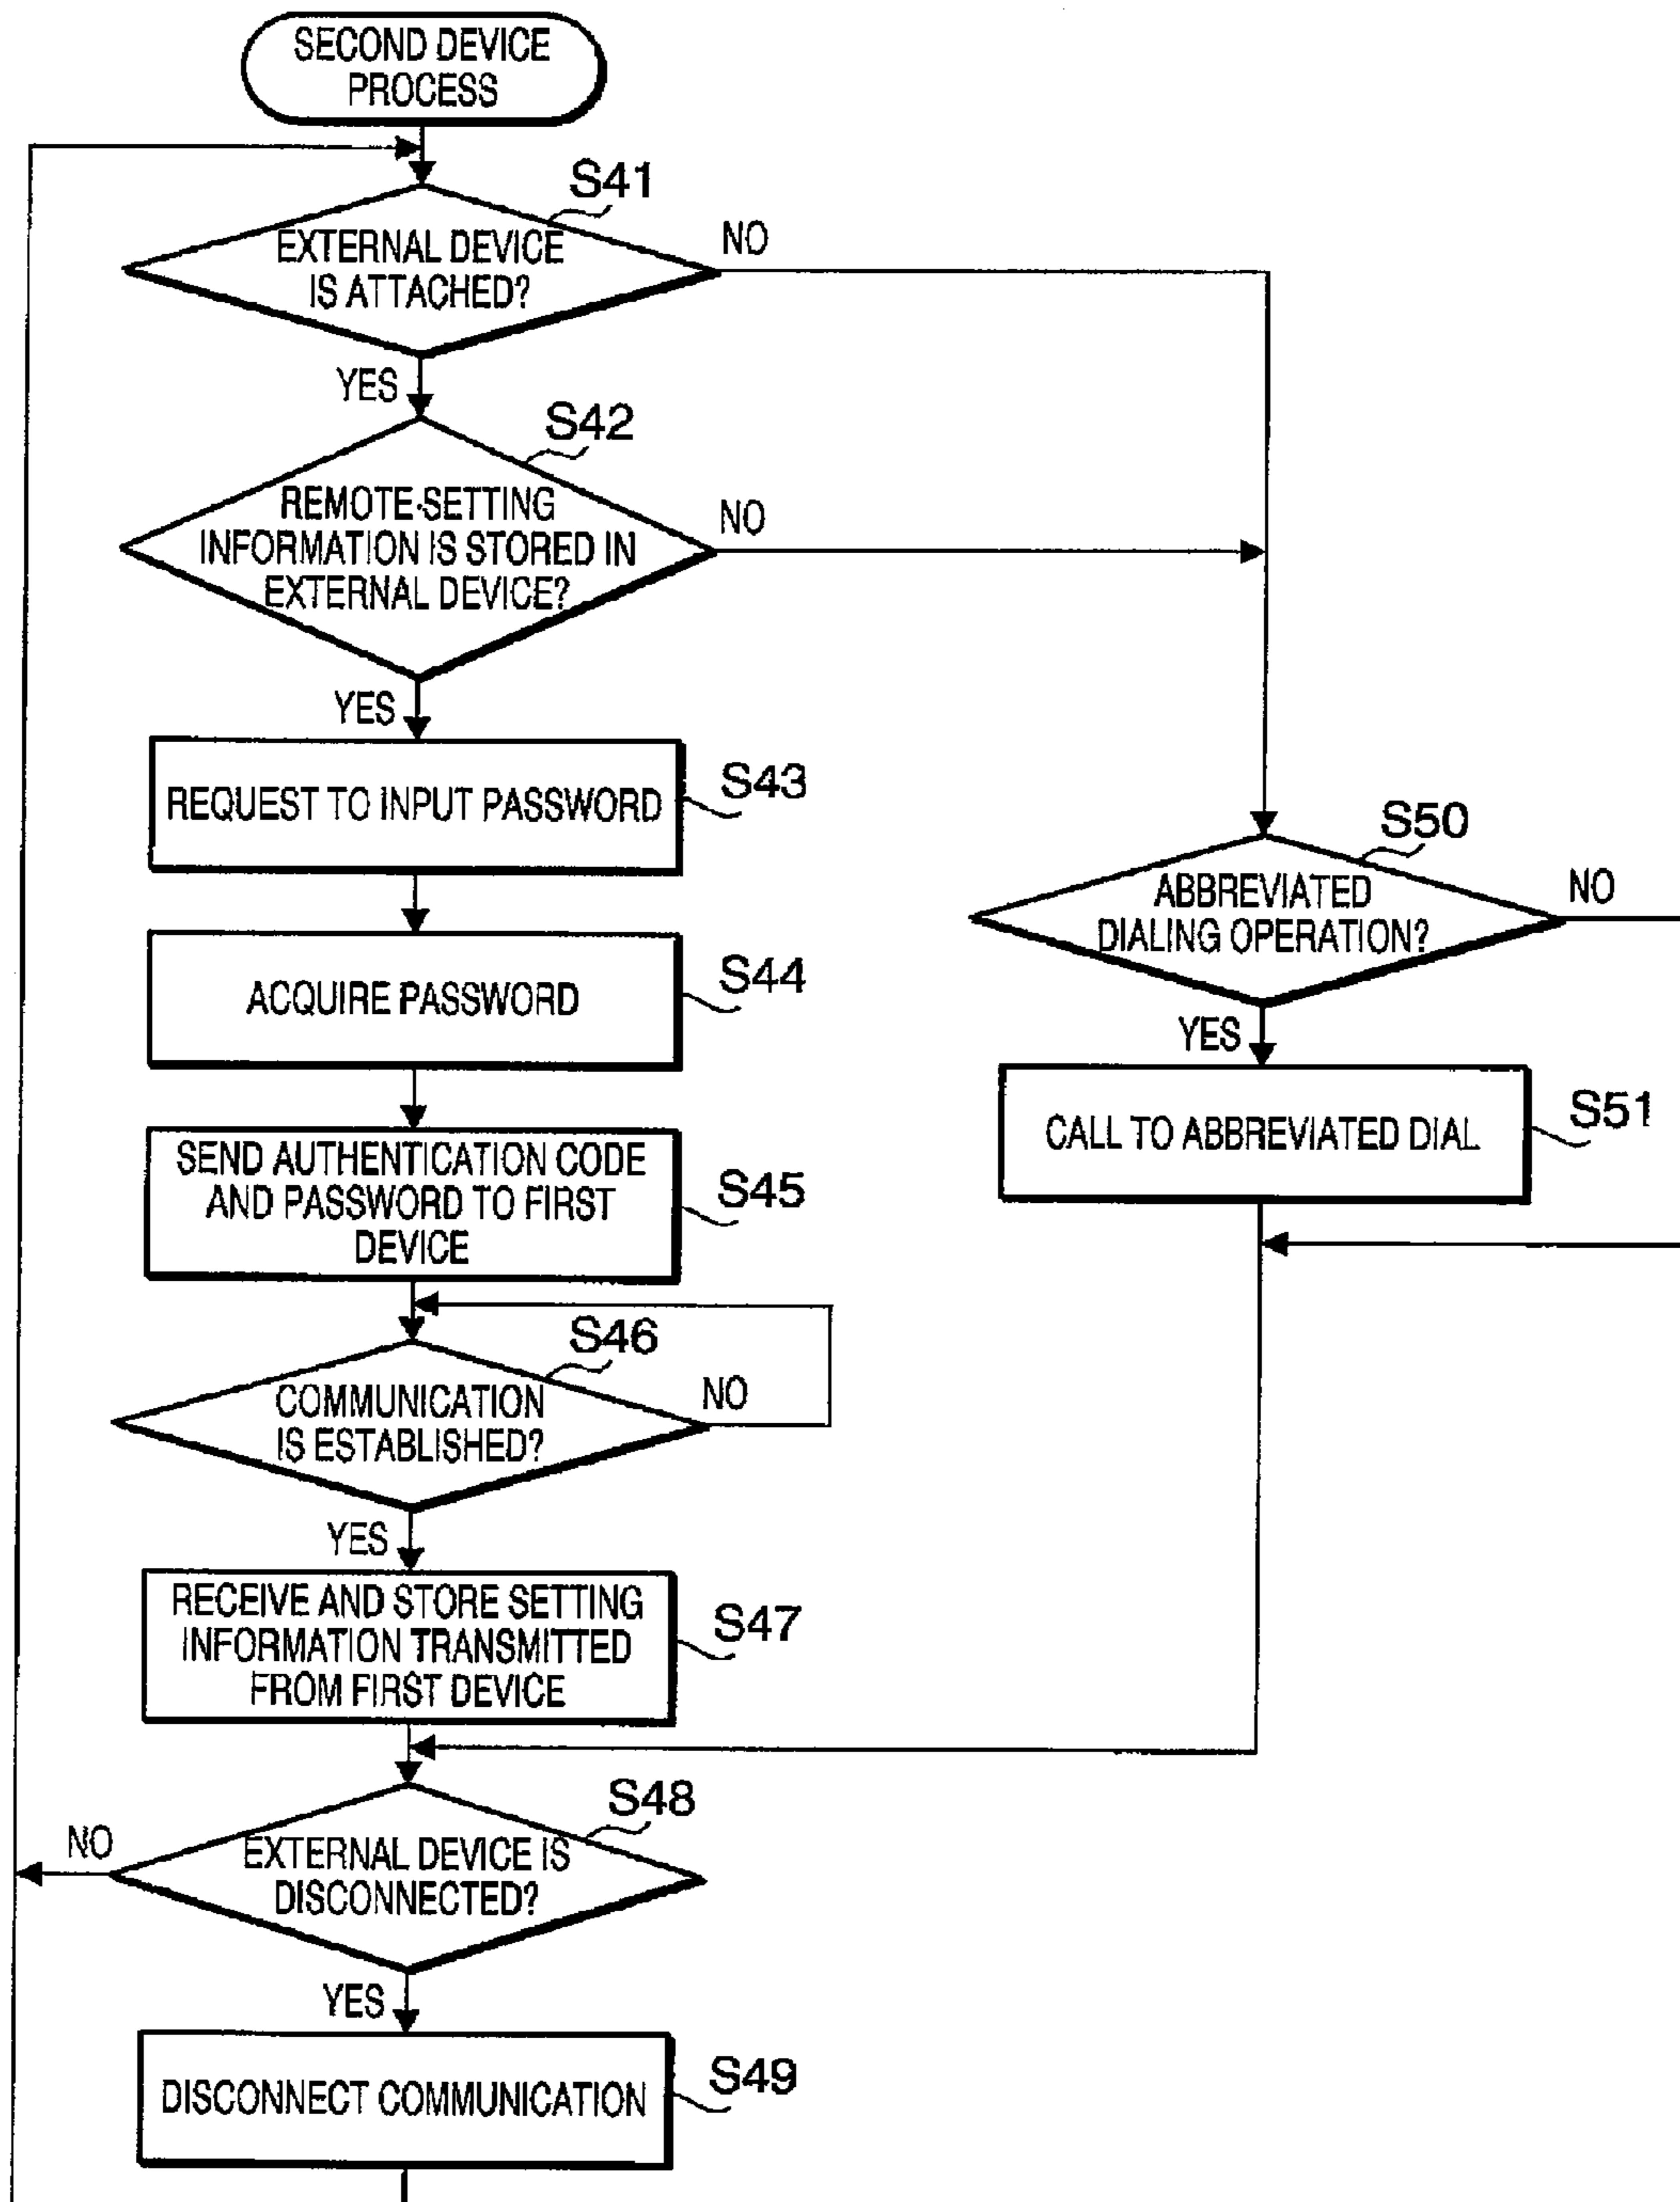 SECOND DEVICE
PROCESS
S41
EXTERNAL DEVICE
IS ATTACHED?
NO
YES
S42
REMOTE-SETTING
INFORMATION IS STORED IN
EXTERNAL DEVICE?
NO
YES
REQUEST TO INPUT PASSWORD
S43
ACQUIRE PASSWORD
S44
SEND AUTHENTICATION CODE
AND PASSWORD TO FIRST
DEVICE
S45
S46
COMMUNICATION
IS ESTABLISHED?
NO
YES
RECEIVE AND STORE SETTING
INFORMATION TRANSMITTED
FROM FIRST DEVICE
S47
S48
EXTERNAL DEVICE IS
DISCONNECTED?
NO
YES
DISCONNECT COMMUNICATION
S49
S50
ABBREVIATED
DIALING OPERATION?
NO
YES
CALL TO ABBREVIATED DIAL
S51